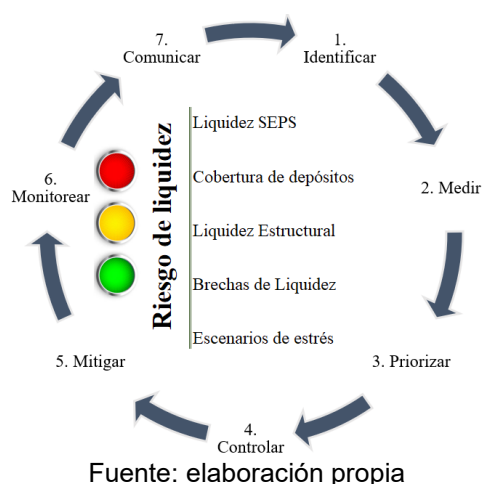 1.
Identificar
2. Medir
3. Priorizar
4.
Controlar
5. Mitigar
6.
Monitorear
7.
Comunicar
Riesgo de liquidez
Liquidez SEPS
Cobertura de depósitos
Liquidez Estructural
Brechas de Liquidez
Escenarios de estrés
Fuente: elaboración propia